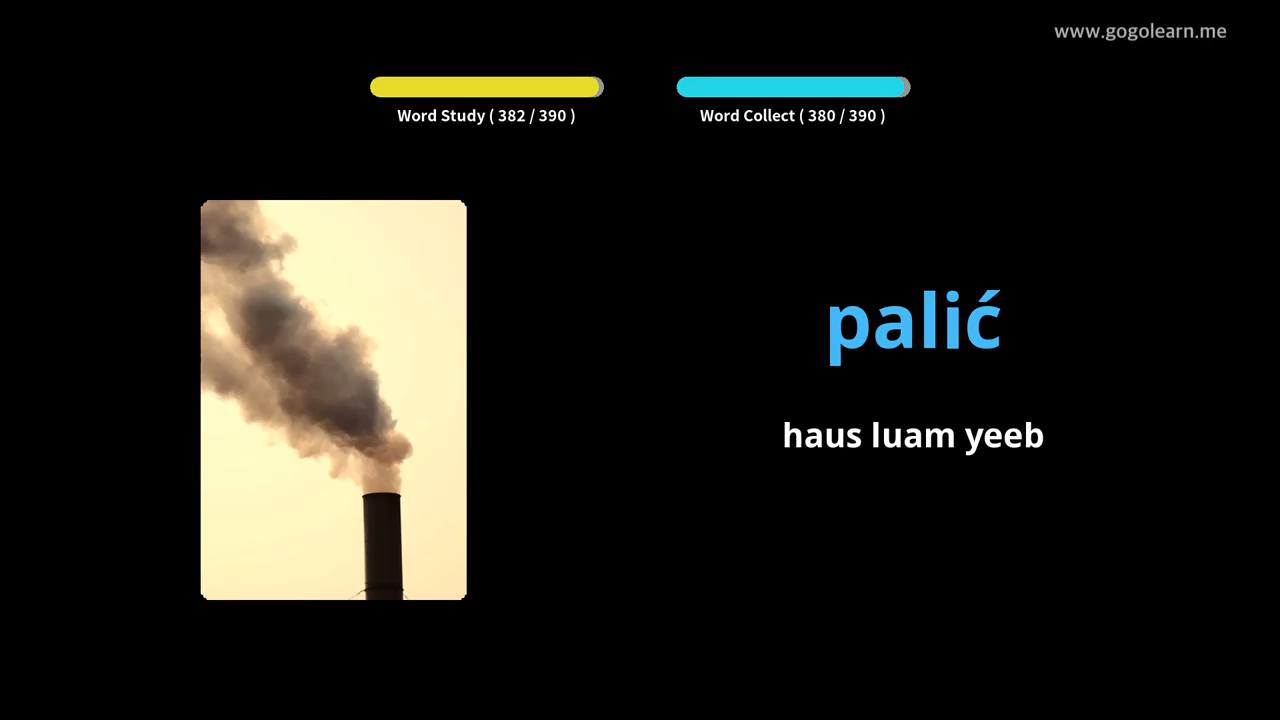 www.gogolearn.me
Word Study ( 382 / 390 )
Word Collect ( 380 / 390 )
palić
haus luam yeeb